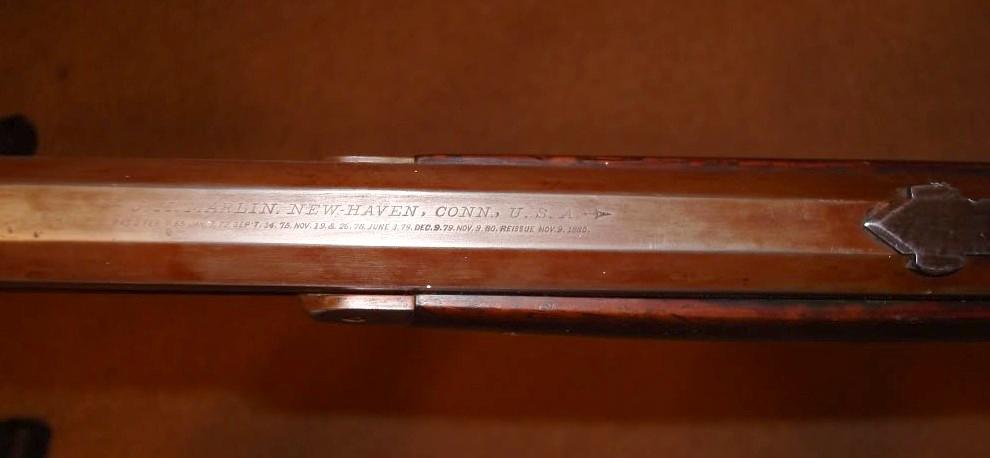 MARLIN. NEW-HAVEN, CONN., U. S. A.
SEPT. 14. 75. NOV. 19. & 26. 78. JUNE 3. 79. DEC. 9. 79. NOV. 9. 80. REISSUE NOV. 9. 1880.